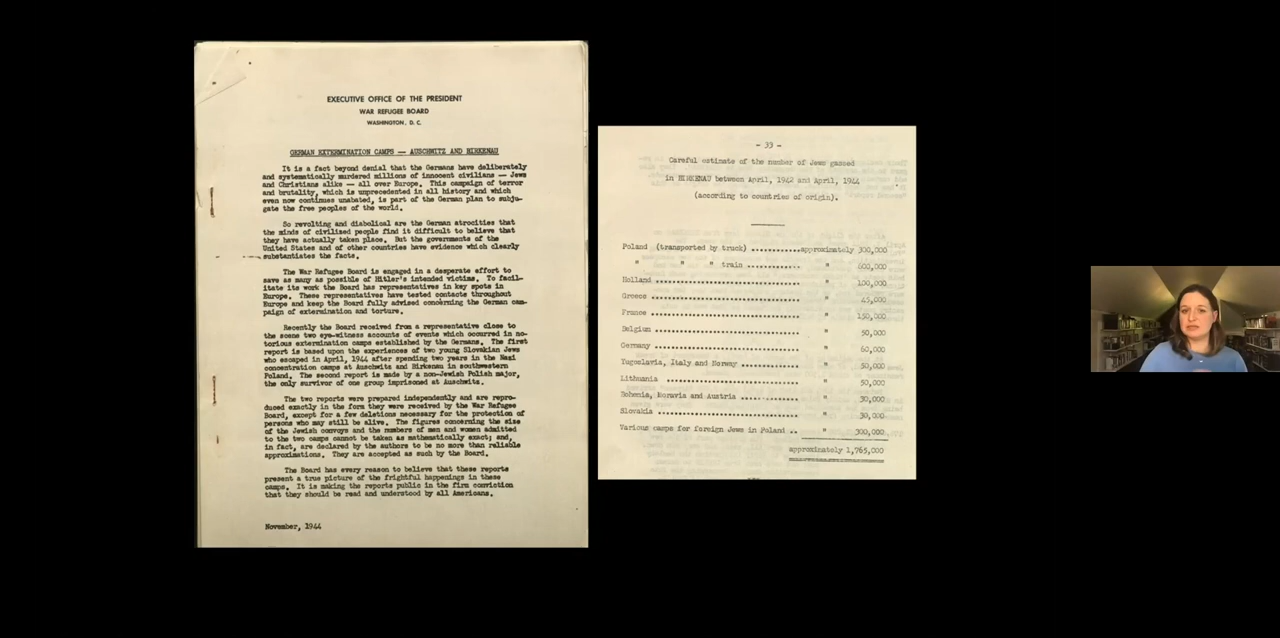 EXECUTIVE OFFICE OF THE PRESIDENT
WAR REFUGEE BOARD
WASHINGTON, D. C.
GERMAN EXTERMINATION CAMPS — AUSCHWITZ AND BIRKENAU
It is a fact beyond denial that the Germans have deliberately
and systematically murdered millions of innocent civilians — Jews
and Christians alike — all over Europe. This campaign of terror
and brutality, which is unprecedented in all history and which
even now continues unabated, is part of the German plan to subju-
gate the free peoples of the world.
So revolting and diabolical are the German atrocities that
the minds of civilized people find it difficult to believe that
they have actually taken place. But the governments of the
United States and of other countries have evidence which clearly
substantiates the facts.
The War Refugee Board is engaged in a desperate effort to
save as many as possible of Hitler's intended victims. To facil-
itate its work the Board has representatives in key spots in
Europe. These representatives have tested contacts throughout
Europe and keep the Board fully advised concerning the German cam-
paign of extermination and torture.
Recently the Board received from a representative close to
the scene two eye-witness accounts of events which occurred in no-
torious extermination camps established by the Germans. The first
report is based upon the experiences of two young Slovakian Jews
who escaped in April, 1944 after spending two years in the Nazi
concentration camps at Auschwitz and Birkenau in southwestern
Poland. The second report is made by a non-Jewish Polish major,
the only survivor of one group imprisoned at Auschwitz.
The two reports were prepared independently and are repro-
duced exactly in the form they were received by the War Refugee
Board, except for a few deletions necessary for the protection of
persons who may still be alive. The figures concerning the size
of the Jewish convoys and the numbers of men and women admitted
to the two camps cannot be taken as mathematically exact; and,
in fact, are declared by the authors to be no more than reliable
approximations. They are accepted as such by the Board.
The Board has every reason to believe that these reports
present a true picture of the frightful happenings in these
camps. It is making the reports public in the firm conviction
that they should be read and understood by all Americans.
November, 1944
- 33 -
Careful estimate of the number of Jews gassed
in BIRKENAU between April, 1942 and April, 1944
(according to countries of origin).
Poland (transported by truck) ............approximately 300,000
" " " train ............. " 600,000
Holland ................................... " 100,000
Greece .................................... " 45,000
France .................................... " 150,000
Belgium ................................... " 50,000
Germany ................................... " 60,000
Yugoslavia, Italy and Norway .............. " 50,000
Lithuania ................................ " 50,000
Bohemia, Moravia and Austria .............. " 30,000
Slovakia .................................. " 30,000
Various camps for foreign Jews in Poland .. " 300,000
approximately 1,765,000